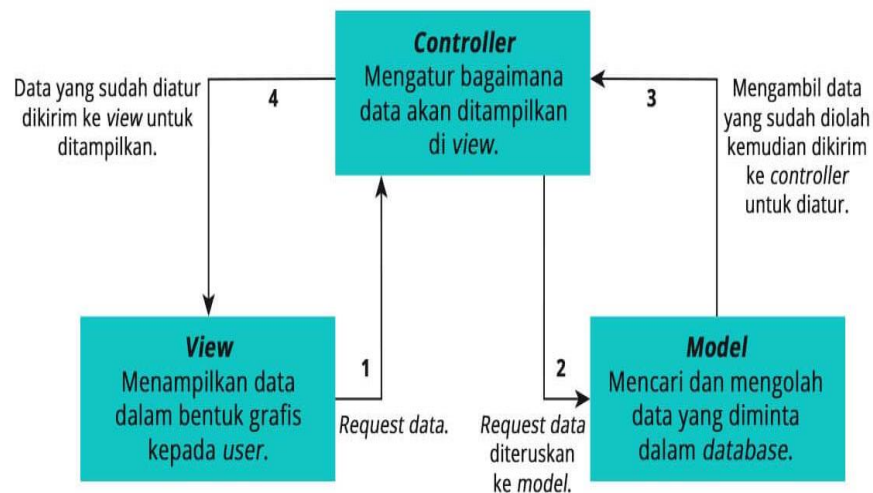 Controller
Mengatur bagaimana
data akan ditampilkan
di view.
Data yang sudah diatur
dikirim ke view untuk
ditampilkan.
4
3
Mengambil data
yang sudah diolah
kemudian dikirim
ke controller
untuk diatur.
View
Menampilkan data
dalam bentuk grafis
kepada user.
1
Request data.
2
Request data
diteruskan
ke model.
Model
Mencari dan mengolah
data yang diminta
dalam database.